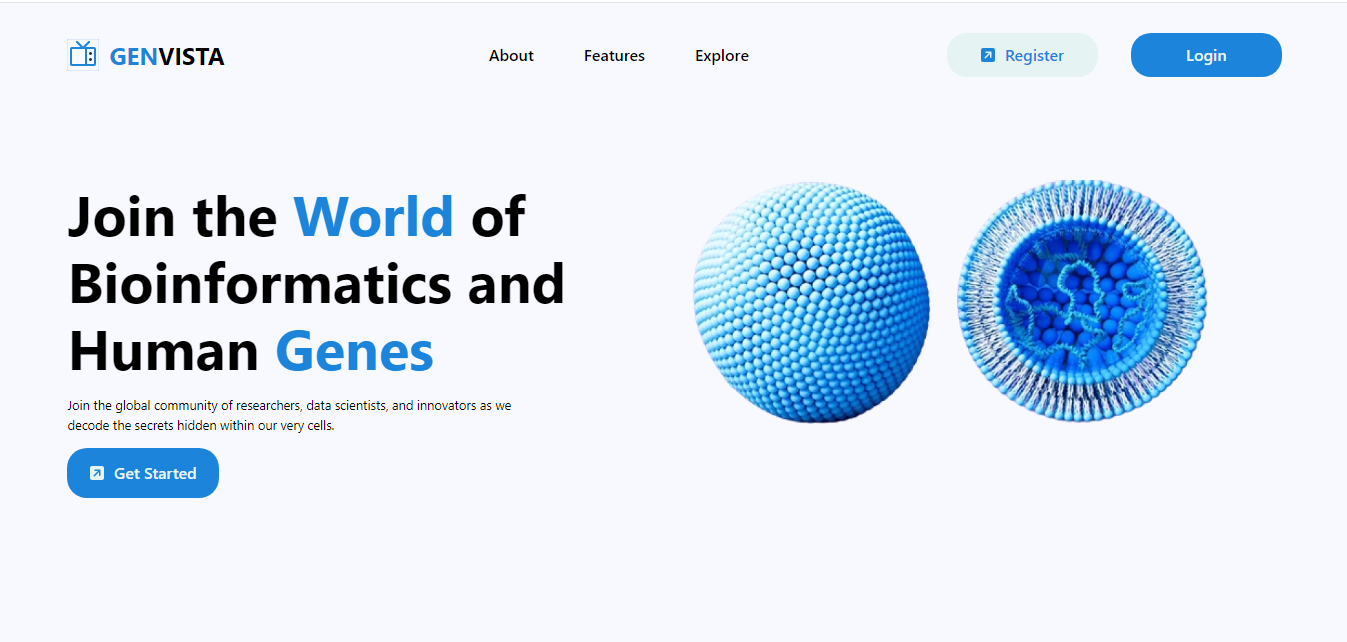 GENVISTA
About
Features
Explore
Register
Login
Join the World of
Bioinformatics and
Human Genes
Join the global community of researchers, data scientists, and innovators as we
decode the secrets hidden within our very cells.
Get Started